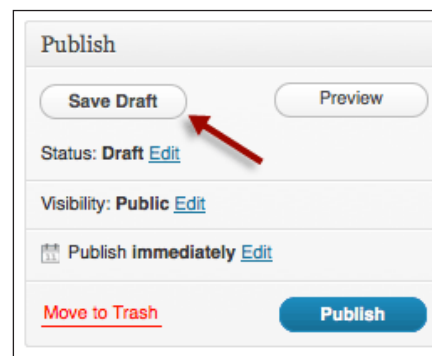 Publish
Save Draft Preview
Status: Draft Edit
Visibility: Public Edit
Publish immediately Edit
Move to Trash Publish